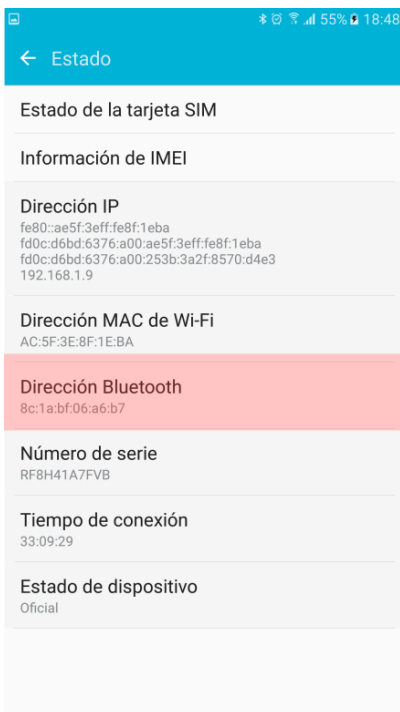 55% 18:48
Estado
Estado de la tarjeta SIM
Información de IMEI
Dirección IP
fe80::ae5f:3eff:fe8f:1eba
fd0c:d6bd:6376:a00:ae5f:3eff:fe8f:1eba
fd0c:d6bd:6376:a00:253b:3a2f:8570:d4e3
192.168.1.9
Dirección MAC de Wi-Fi
AC:5F:3E:8F:1E:BA
Dirección Bluetooth
8c:1a:bf:06:a6:b7
Número de serie
RF8H41A7FVB
Tiempo de conexión
33:09:29
Estado de dispositivo
Oficial